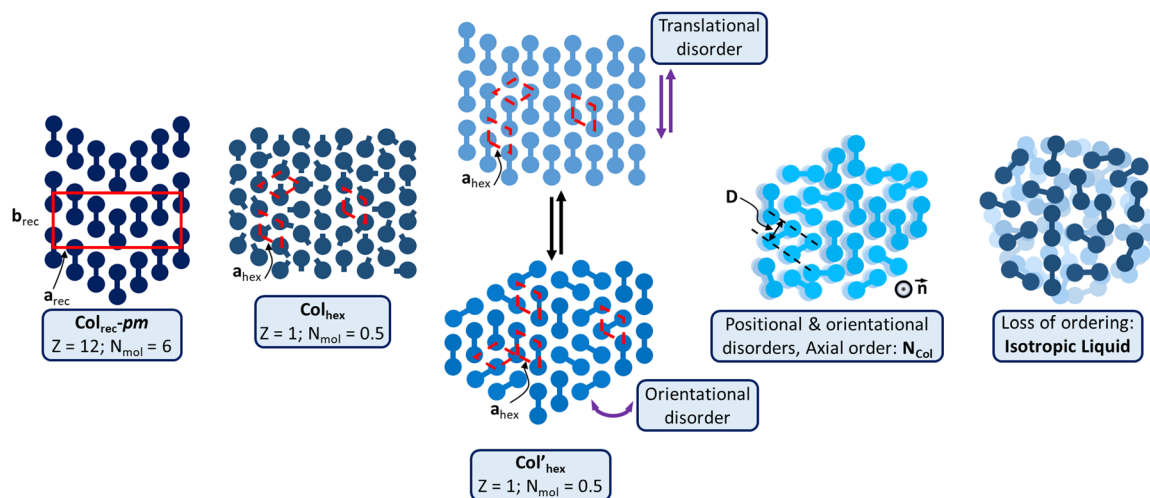 b_rec
a_rec
Col_rec-pm
Z = 12; N_mol = 6
a_hex
Col_hex
Z = 1; N_mol = 0.5
Translational
disorder
a_hex
a_hex
Orientational
disorder
Col'_hex
Z = 1; N_mol = 0.5
D
n⃗
Positional & orientational
disorders, Axial order: N_Col
Loss of ordering:
Isotropic Liquid